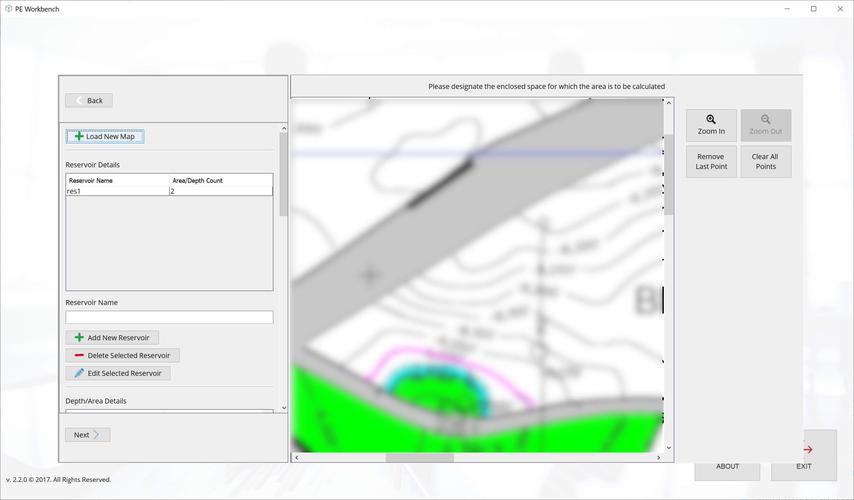 PE Workbench
Please designate the enclosed space for which the area is to be calculated
Back
Load New Map
Reservoir Details
Reservoir Name Area/Depth Count
res1 2
Reservoir Name
Add New Reservoir
Delete Selected Reservoir
Edit Selected Reservoir
Depth/Area Details
Next
Zoom In Zoom Out
Remove Last Point
Clear All Points
ABOUT EXIT
v. 2.2.0 © 2017. All Rights Reserved.